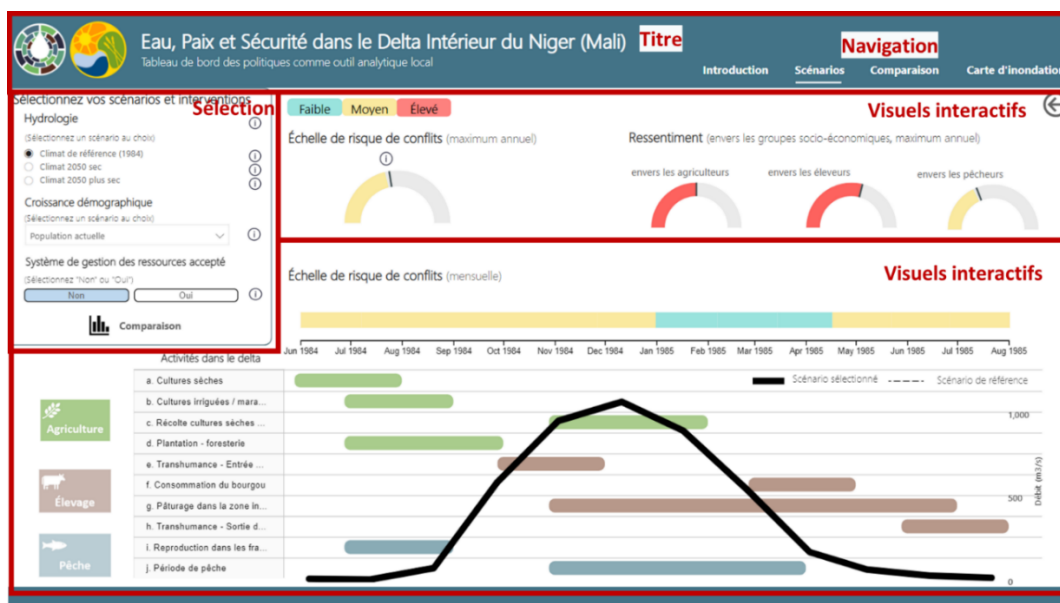 Eau, Paix et Sécurité dans le Delta Intérieur du Niger (Mali)
Titre
Tableau de bord des politiques comme outil analytique local
Navigation
Introduction
Scénarios
Comparaison
Carte d'inondation
Sélectionnez vos scénarios et interventions
Sélection
Hydrologie
(Sélectionnez un scénario au choix)
Climat de référence (1984)
Climat 2050 sec
Climat 2050 plus sec
Croissance démographique
(Sélectionnez un scénario au choix)
Population actuelle
Système de gestion des ressources accepté
(Sélectionnez "Non" ou "Oui")
Non
Oui
Comparaison
Faible
Moyen
Élevé
Visuels interactifs
Échelle de risque de conflits (maximum annuel)
Ressentiment (envers les groupes socio-économiques, maximum annuel)
envers les agriculteurs
envers les éleveurs
envers les pêcheurs
Visuels interactifs
Échelle de risque de conflits (mensuelle)
Jun 1984
Jul 1984
Aug 1984
Sep 1984
Oct 1984
Nov 1984
Dec 1984
Jan 1985
Feb 1985
Mar 1985
Apr 1985
May 1985
Jun 1985
Jul 1985
Aug 1985
Activités dans le delta
Scénario sélectionné
Scénario de référence
a. Cultures sèches
b. Cultures irriguées / mara...
c. Récolte cultures sèches ...
d. Plantation - foresterie
e. Transhumance - Entrée ...
f. Consommation du bourgou
g. Pâturage dans la zone in...
h. Transhumance - Sortie d...
i. Reproduction dans les fra...
j. Période de pêche
Agriculture
Élevage
Pêche
1,000
500
0
Débit (m3/s)